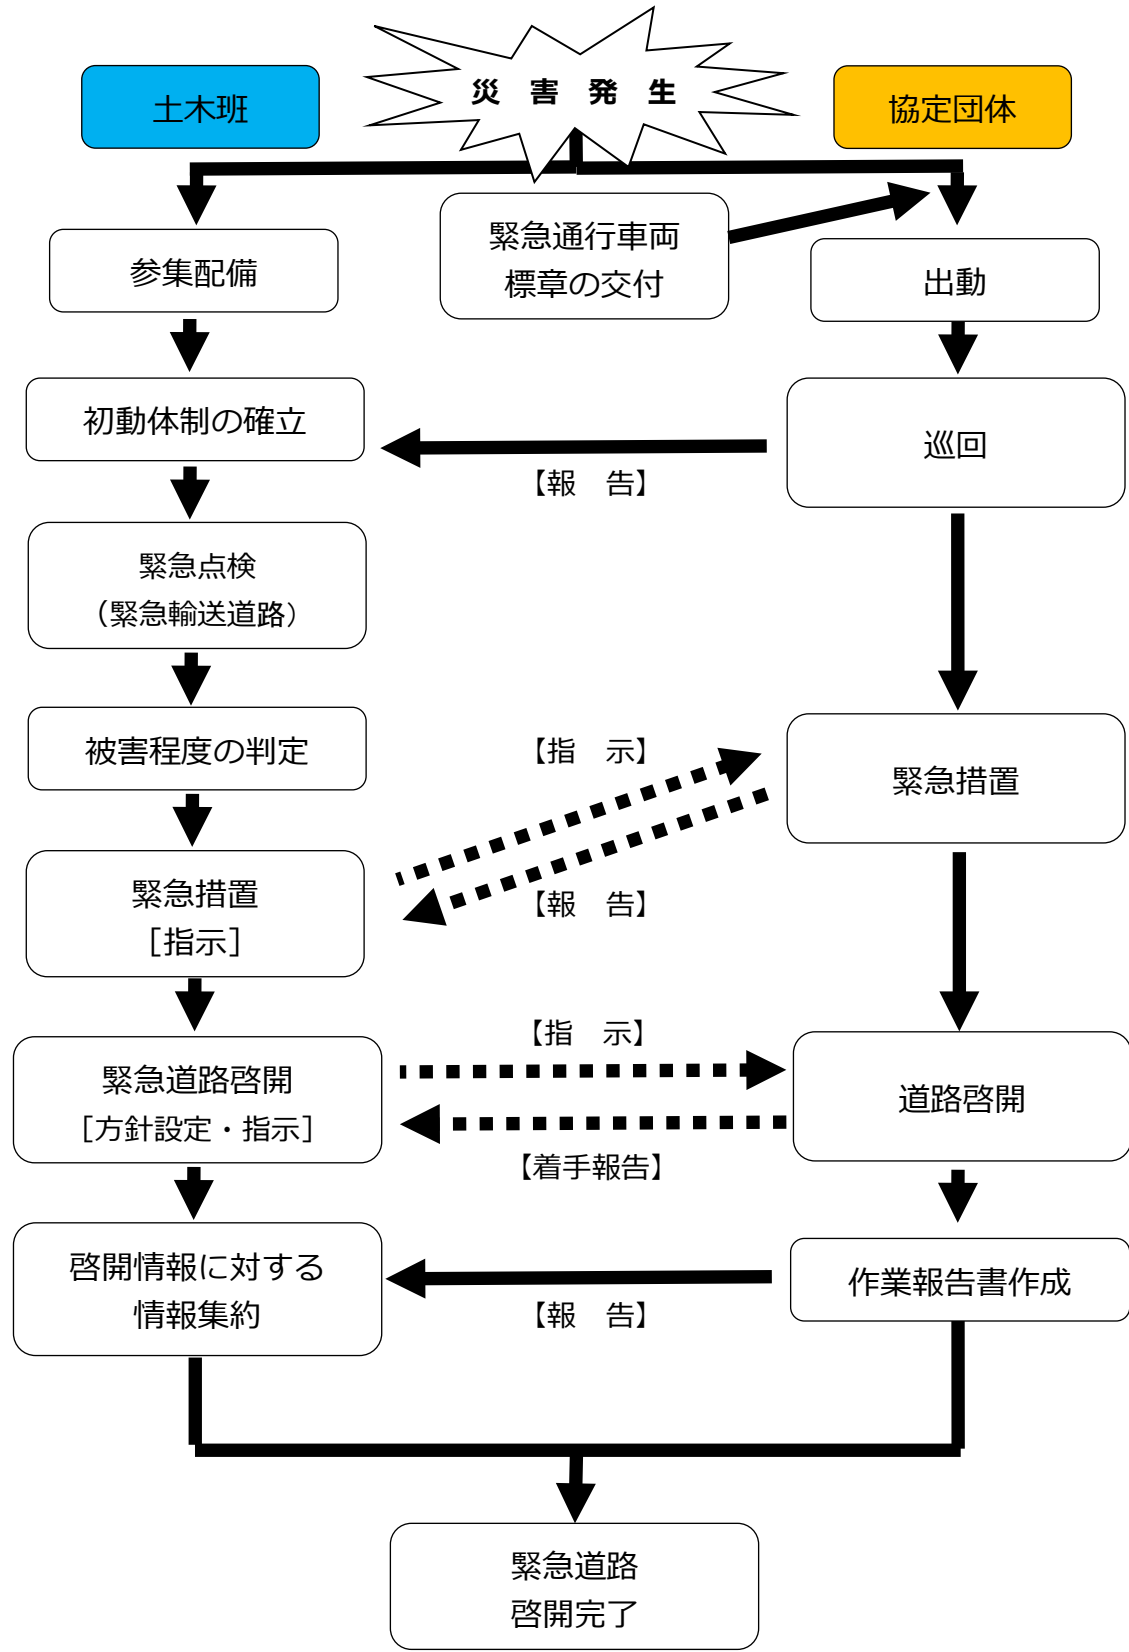 災　害　発　生
土木班
協定団体
緊急通行車両
標章の交付
参集配備
出動
初動体制の確立
巡回
【報　告】
緊急点検
（緊急輸送道路）
被害程度の判定
【指　示】
緊急措置
緊急措置
［指示］
【報　告】
【指　示】
緊急道路啓開
［方針設定・指示］
道路啓開
【着手報告】
啓開情報に対する
情報集約
作業報告書作成
【報　告】
緊急道路
啓開完了